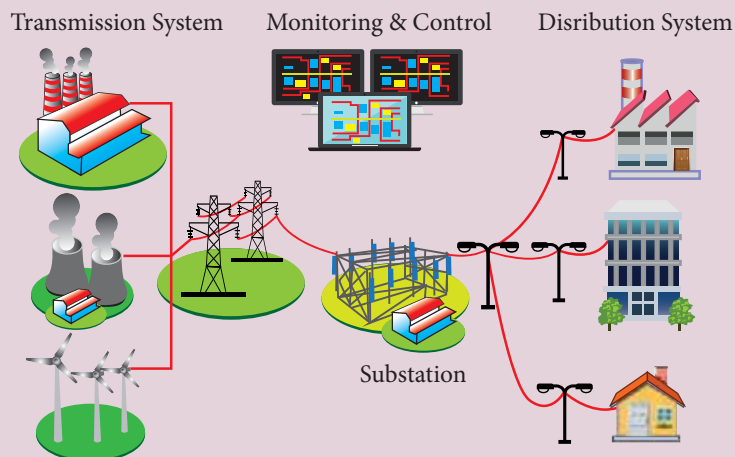 Transmission System
Monitoring & Control
Disribution System
Substation